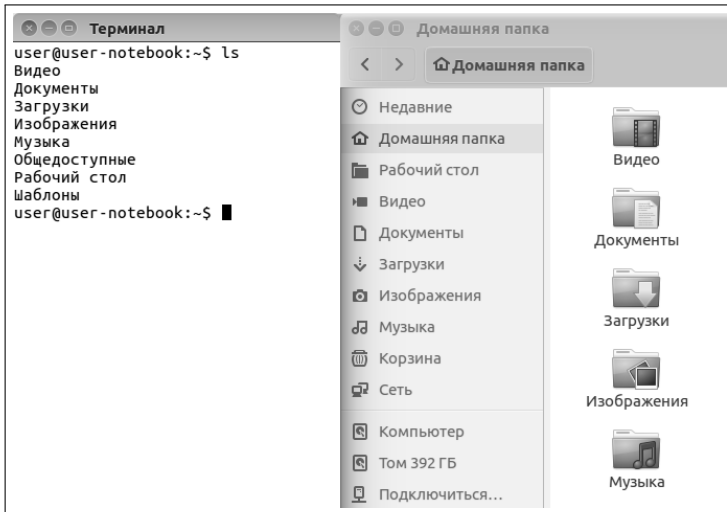 Терминал
user@user-notebook:~$ ls
Видео
Документы
Загрузки
Изображения
Музыка
Общедоступные
Рабочий стол
Шаблоны
user@user-notebook:~$
Домашняя папка
Домашняя папка
Недавние
Домашняя папка
Рабочий стол
Видео
Документы
Загрузки
Изображения
Музыка
Корзина
Сеть
Компьютер
Том 392 ГБ
Подключиться...
Видео
Документы
Загрузки
Изображения
Музыка